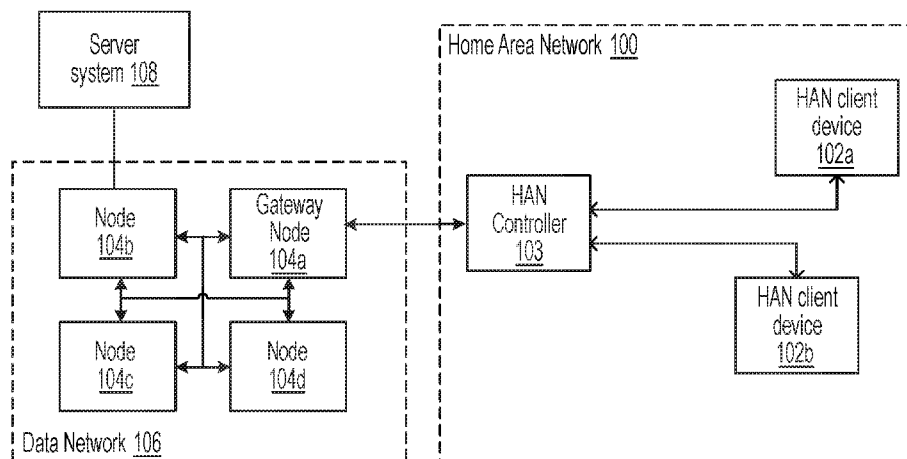 Server
system 108
Home Area Network 100
HAN client
device
102a
HAN
Controller
103
Node
104b
Gateway
Node
104a
HAN client
device
102b
Node
104c
Node
104d
Data Network 106